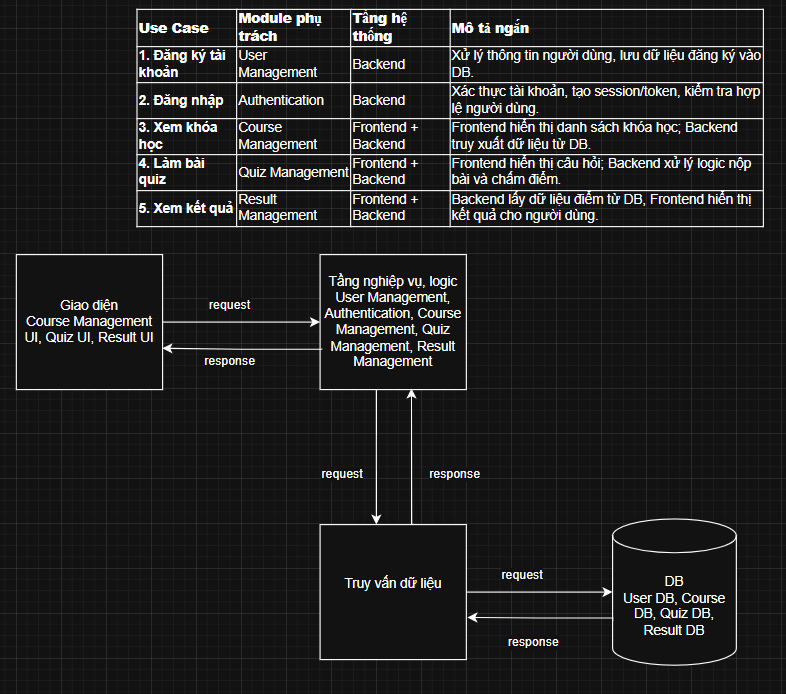 Use Case
Module phụ
trách
Tầng hệ
thống
Mô tả ngắn
1. Đăng ký tài
khoản
User
Management
Backend
Xử lý thông tin người dùng, lưu dữ liệu đăng ký vào
DB.
2. Đăng nhập
Authentication
Backend
Xác thực tài khoản, tạo session/token, kiểm tra hợp
lệ người dùng.
3. Xem khóa
học
Course
Management
Frontend +
Backend
Frontend hiển thị danh sách khóa học; Backend
truy xuất dữ liệu từ DB.
4. Làm bài
quiz
Quiz Management
Frontend +
Backend
Frontend hiển thị câu hỏi; Backend xử lý logic nộp
bài và chấm điểm.
5. Xem kết quả
Result
Management
Frontend +
Backend
Backend lấy dữ liệu điểm từ DB, Frontend hiển thị
kết quả cho người dùng.
Giao diện
Course Management
UI, Quiz UI, Result UI
request
response
Tầng nghiệp vụ, logic
User Management,
Authentication, Course
Management, Quiz
Management, Result
Management
request
response
Truy vấn dữ liệu
request
response
DB
User DB, Course
DB, Quiz DB,
Result DB